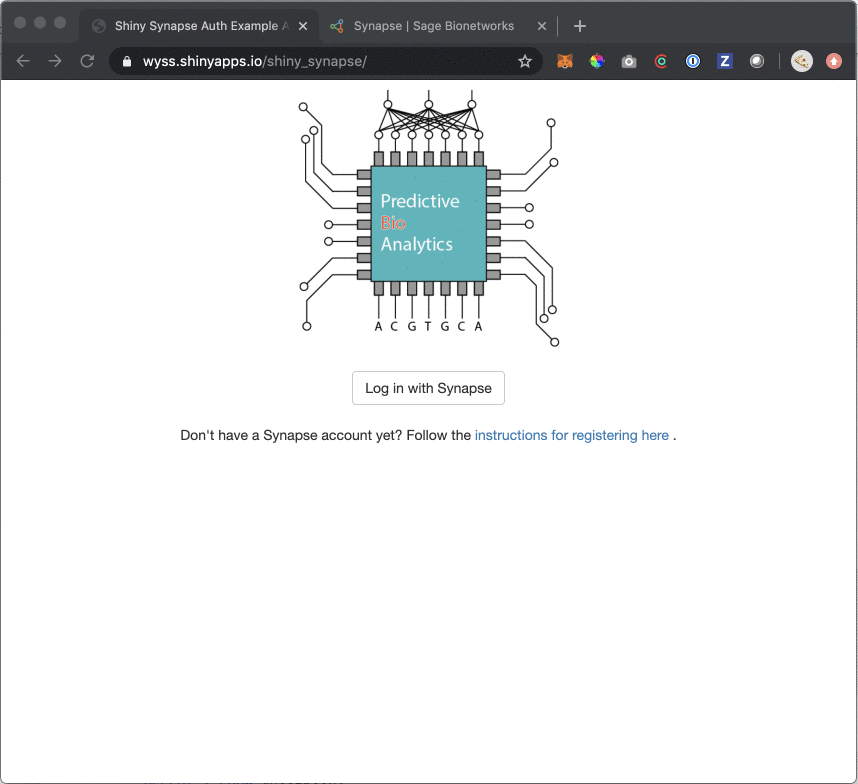 Shiny Synapse Auth Example A
Synapse | Sage Bionetworks
wyss.shinyapps.io/shiny_synapse/
Z
Predictive
Bio
Analytics
A C G T G C A
Log in with Synapse
Don't have a Synapse account yet? Follow the instructions for registering here .